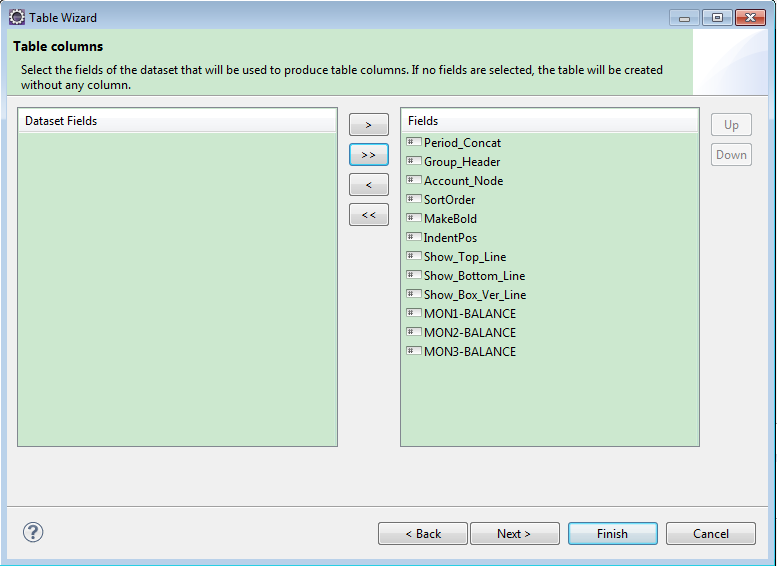 Table Wizard
Table columns
Select the fields of the dataset that will be used to produce table columns. If no fields are selected, the table will be created
without any column.
Dataset Fields
>
>>
<
<<
Fields
Period_Concat
Group_Header
Account_Node
SortOrder
MakeBold
IndentPos
Show_Top_Line
Show_Bottom_Line
Show_Box_Ver_Line
MON1-BALANCE
MON2-BALANCE
MON3-BALANCE
Up
Down
?
< Back
Next >
Finish
Cancel